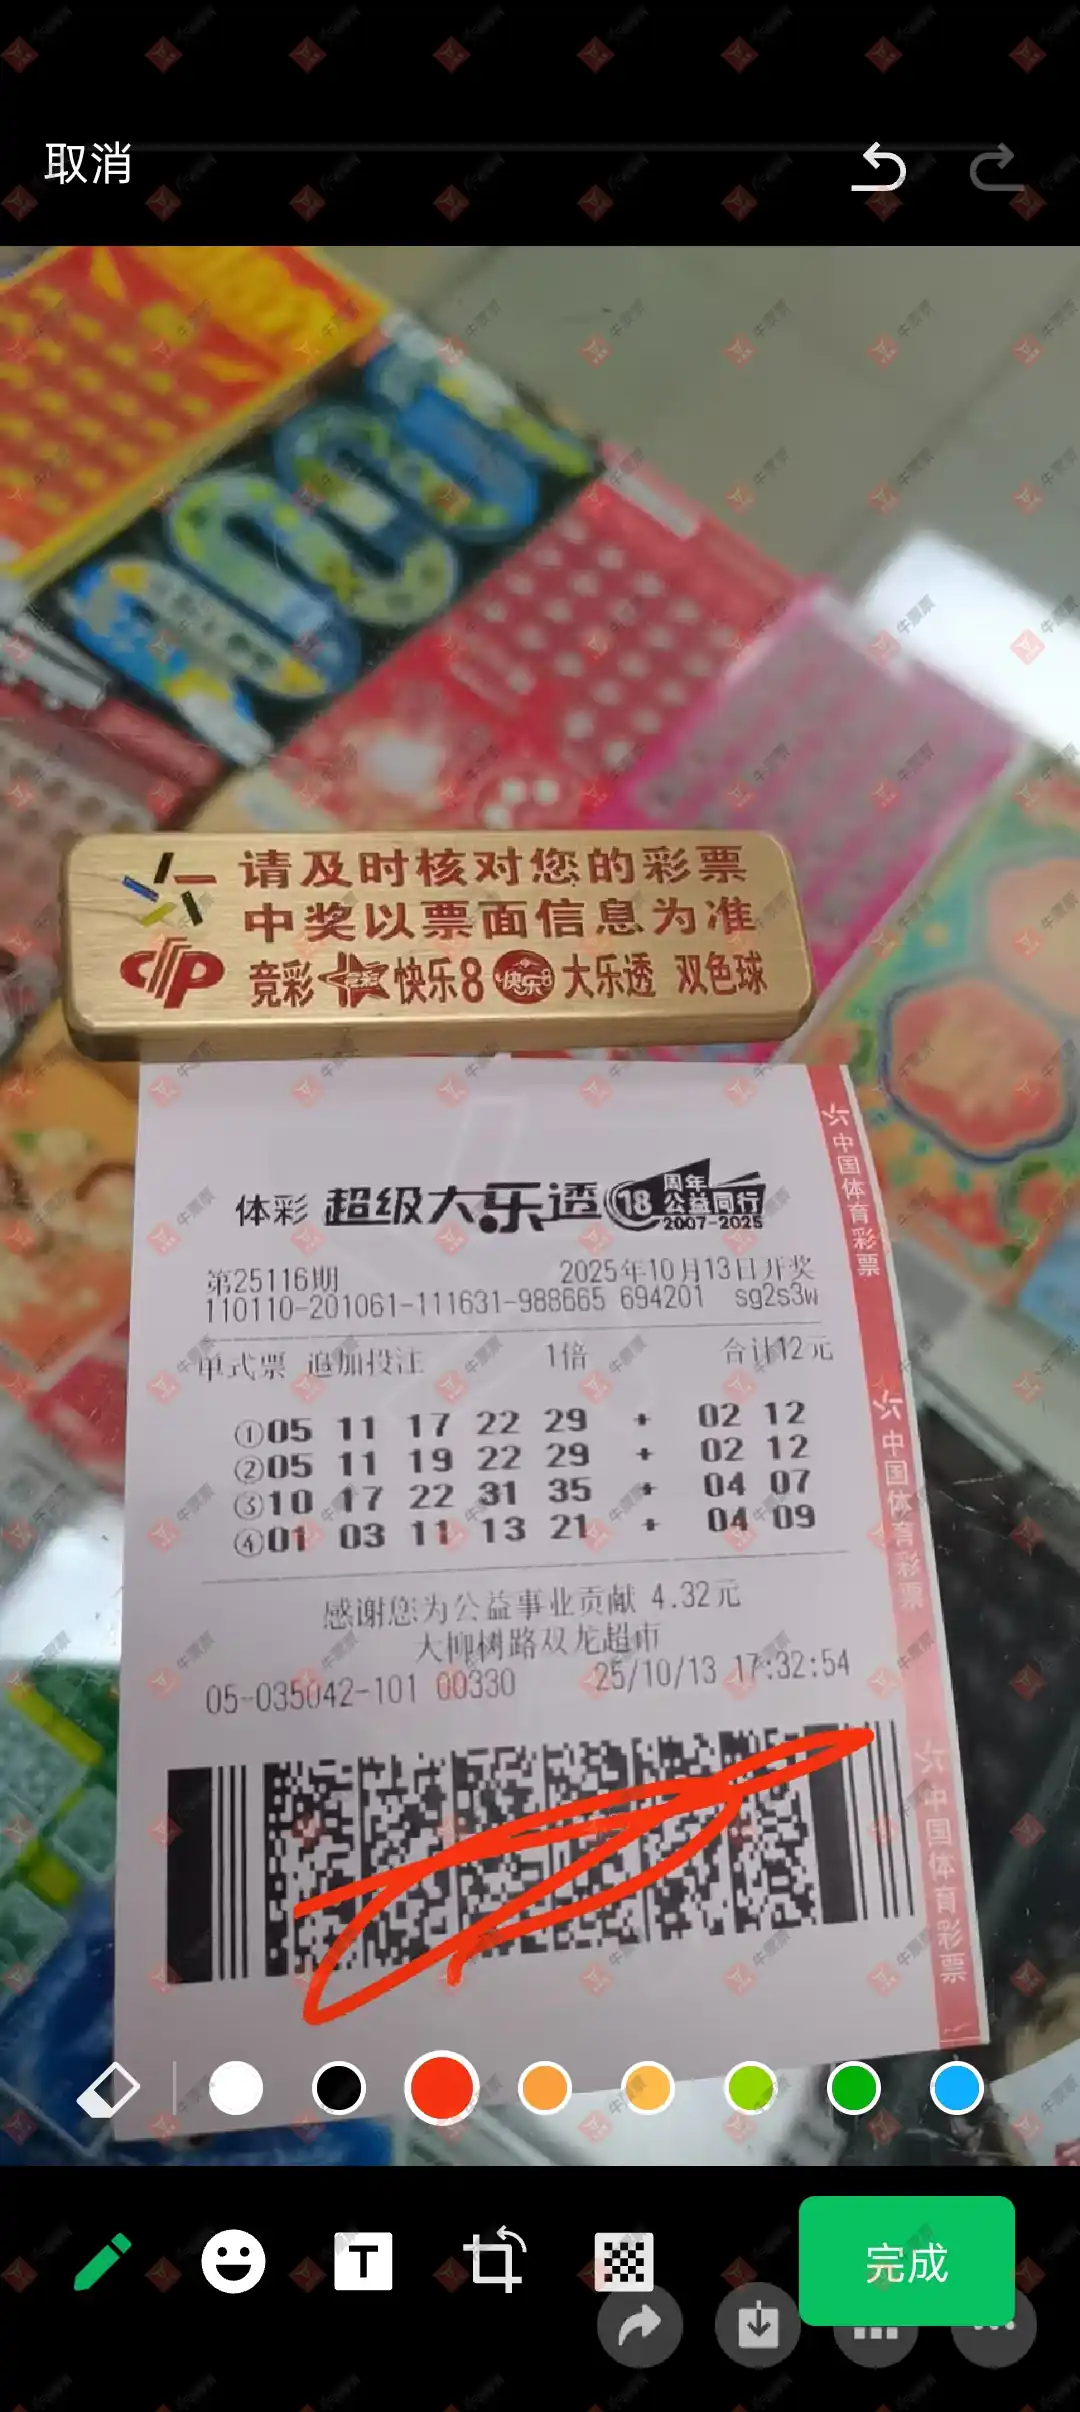 取消
请及时核对您的彩票
中奖以票面信息为准
竞彩 快乐8 快乐8 大乐透 双色球
体彩 超级大乐透 18 周年 公益同行 2007-2025
第25116期 2025年10月13日开奖
110110-201061-111631-988665 694201 sg2s3w
单式票 追加投注 1倍 合计12元
①05 11 17 22 29 + 02 12
②05 11 19 22 29 + 02 12
③10 17 22 31 35 + 04 07
④01 03 11 13 21 + 04 09
感谢您为公益事业贡献 4.32元
大柳树路双龙超市
05-035042-101 00330 25/10/13 17:32:54
中国体育彩票
中国体育彩票
中国体育彩票
T
完成
牛票票